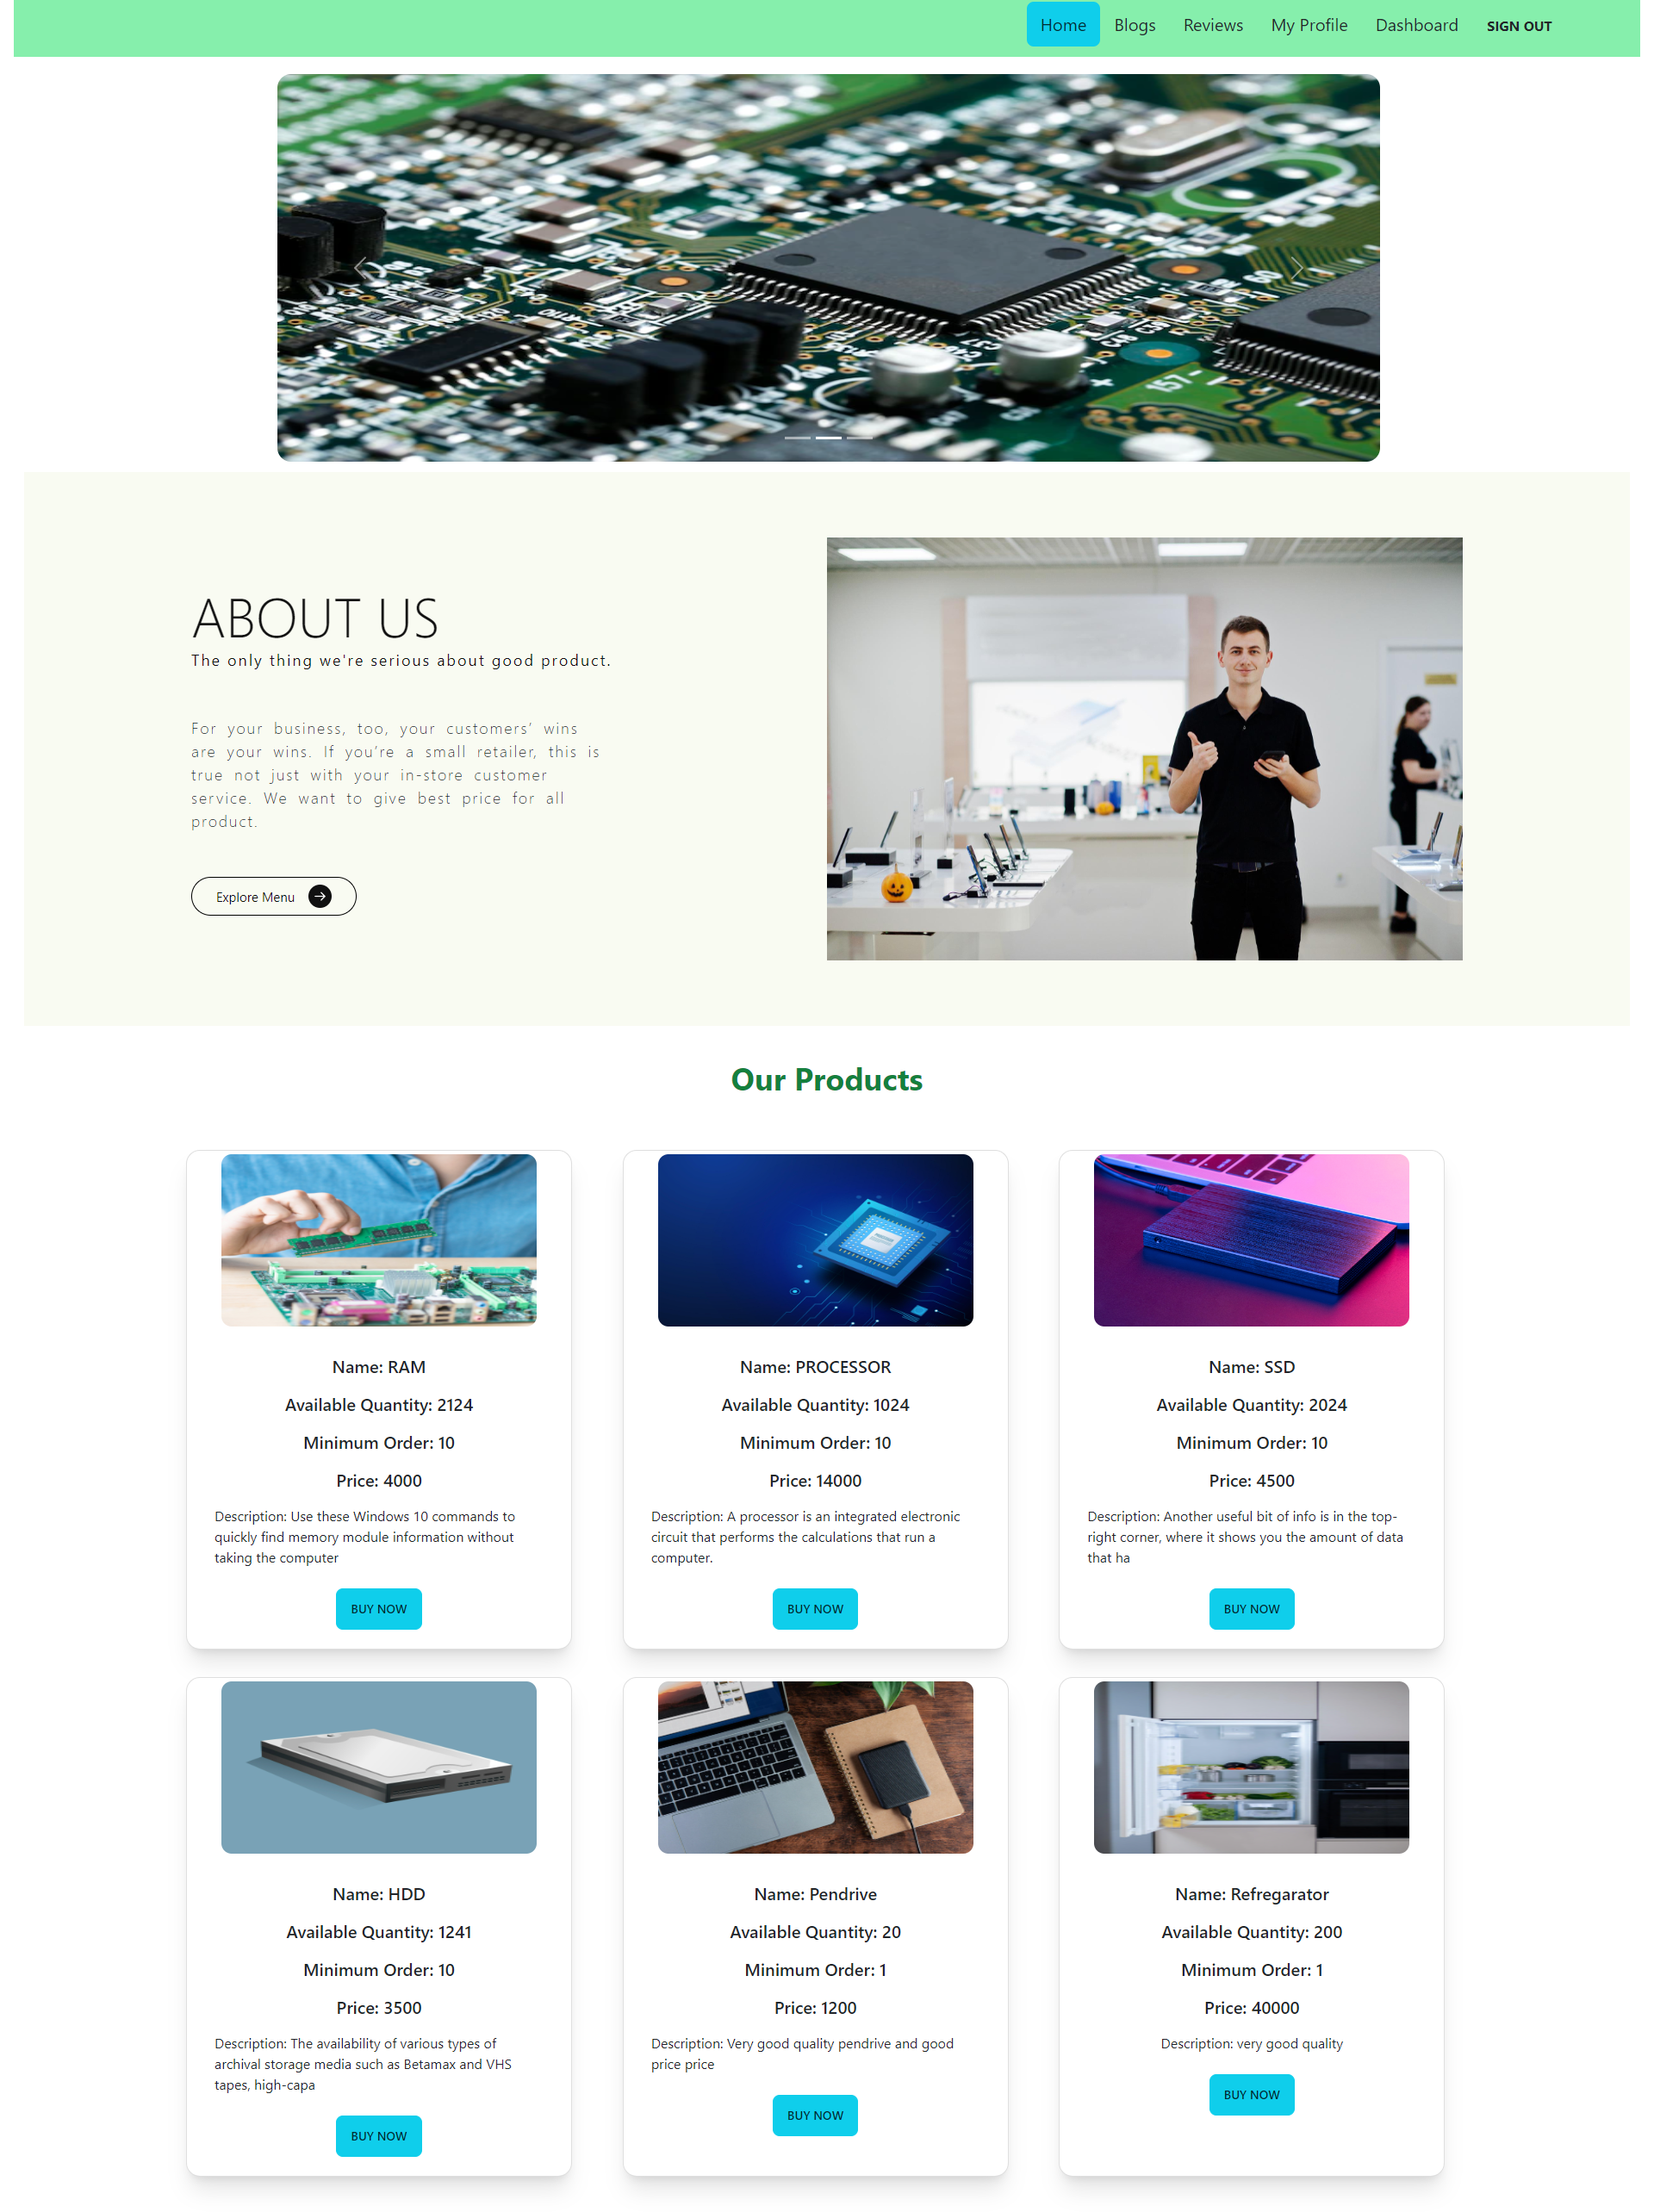 Home Blogs Reviews My Profile Dashboard SIGN OUT
157-
ABOUT US
The only thing we're serious about good product.
For your business, too, your customers’ wins
are your wins. If you’re a small retailer, this is
true not just with your in-store customer
service. We want to give best price for all
product.
Explore Menu
Our Products
Name: RAM
Available Quantity: 2124
Minimum Order: 10
Price: 4000
Description: Use these Windows 10 commands to
quickly find memory module information without
taking the computer
BUY NOW
Name: PROCESSOR
Available Quantity: 1024
Minimum Order: 10
Price: 14000
Description: A processor is an integrated electronic
circuit that performs the calculations that run a
computer.
BUY NOW
Name: SSD
Available Quantity: 2024
Minimum Order: 10
Price: 4500
Description: Another useful bit of info is in the top-
right corner, where it shows you the amount of data
that ha
BUY NOW
Name: HDD
Available Quantity: 1241
Minimum Order: 10
Price: 3500
Description: The availability of various types of
archival storage media such as Betamax and VHS
tapes, high-capa
BUY NOW
Name: Pendrive
Available Quantity: 20
Minimum Order: 1
Price: 1200
Description: Very good quality pendrive and good
price price
BUY NOW
Name: Refregarator
Available Quantity: 200
Minimum Order: 1
Price: 40000
Description: very good quality
BUY NOW